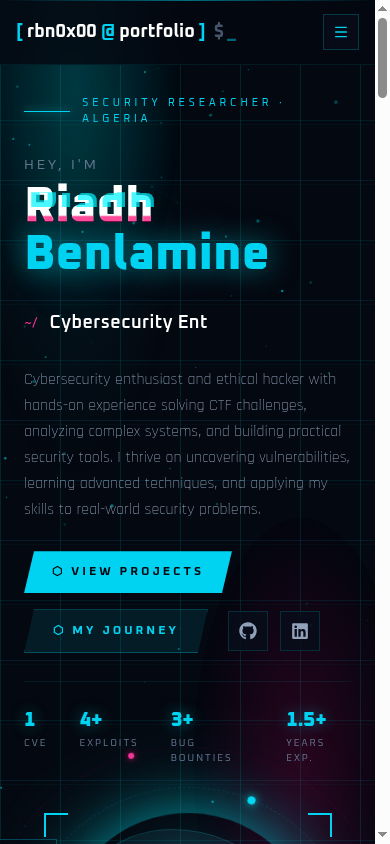 [ rbn0x00 @ portfolio ] $_
SECURITY RESEARCHER ·
ALGERIA
HEY, I'M
Riadh
Benlamine
~/ Cybersecurity Ent
Cybersecurity enthusiast and ethical hacker with
hands-on experience solving CTF challenges,
analyzing complex systems, and building practical
security tools. I thrive on uncovering vulnerabilities,
learning advanced techniques, and applying my
skills to real-world security problems.
⬡ VIEW PROJECTS
⬡ MY JOURNEY
1 4+ 3+ 1.5+
CVE EXPLOITS BUG YEARS
BOUNTIES EXP.